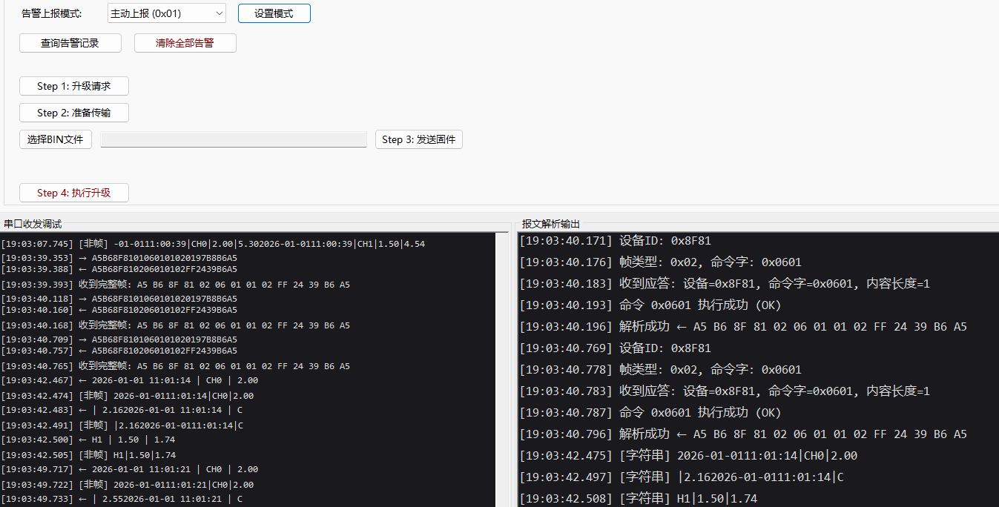 告警上报模式: 主动上报 (0x01) 设置模式
查询告警记录 清除全部告警
Step 1: 升级请求
Step 2: 准备传输
选择BIN文件 Step 3: 发送固件
Step 4: 执行升级
串口收发调试
[19:03:07.745] [非帧] -01-0111:00:39|CH0|2.00|5.302026-01-0111:00:39|CH1|1.50|4.54
[19:03:39.353] → A5B68F8101060101020197B8B6A5
[19:03:39.388] ← A5B68F810206010102FF2439B6A5
[19:03:39.393] 收到完整帧: A5 B6 8F 81 02 06 01 01 02 FF 24 39 B6 A5
[19:03:40.118] → A5B68F8101060101020197B8B6A5
[19:03:40.160] ← A5B68F810206010102FF2439B6A5
[19:03:40.168] 收到完整帧: A5 B6 8F 81 02 06 01 01 02 FF 24 39 B6 A5
[19:03:40.709] → A5B68F8101060101020197B8B6A5
[19:03:40.757] ← A5B68F810206010102FF2439B6A5
[19:03:40.765] 收到完整帧: A5 B6 8F 81 02 06 01 01 02 FF 24 39 B6 A5
[19:03:42.467] ← 2026-01-01 11:01:14 | CH0 | 2.00
[19:03:42.474] [非帧] 2026-01-0111:01:14|CH0|2.00
[19:03:42.483] ← | 2.162026-01-01 11:01:14 | C
[19:03:42.491] [非帧] |2.162026-01-0111:01:14|C
[19:03:42.500] ← H1 | 1.50 | 1.74
[19:03:42.505] [非帧] H1|1.50|1.74
[19:03:49.717] ← 2026-01-01 11:01:21 | CH0 | 2.00
[19:03:49.722] [非帧] 2026-01-0111:01:21|CH0|2.00
[19:03:49.733] ← | 2.552026-01-01 11:01:21 | C
报文解析输出
[19:03:40.171] 设备ID: 0x8F81
[19:03:40.176] 帧类型: 0x02, 命令字: 0x0601
[19:03:40.183] 收到应答: 设备=0x8F81, 命令字=0x0601, 内容长度=1
[19:03:40.193] 命令 0x0601 执行成功 (OK)
[19:03:40.196] 解析成功 ← A5 B6 8F 81 02 06 01 01 02 FF 24 39 B6 A5
[19:03:40.769] 设备ID: 0x8F81
[19:03:40.778] 帧类型: 0x02, 命令字: 0x0601
[19:03:40.783] 收到应答: 设备=0x8F81, 命令字=0x0601, 内容长度=1
[19:03:40.787] 命令 0x0601 执行成功 (OK)
[19:03:40.796] 解析成功 ← A5 B6 8F 81 02 06 01 01 02 FF 24 39 B6 A5
[19:03:42.475] [字符串] 2026-01-0111:01:14|CH0|2.00
[19:03:42.497] [字符串] |2.162026-01-0111:01:14|C
[19:03:42.508] [字符串] H1|1.50|1.74